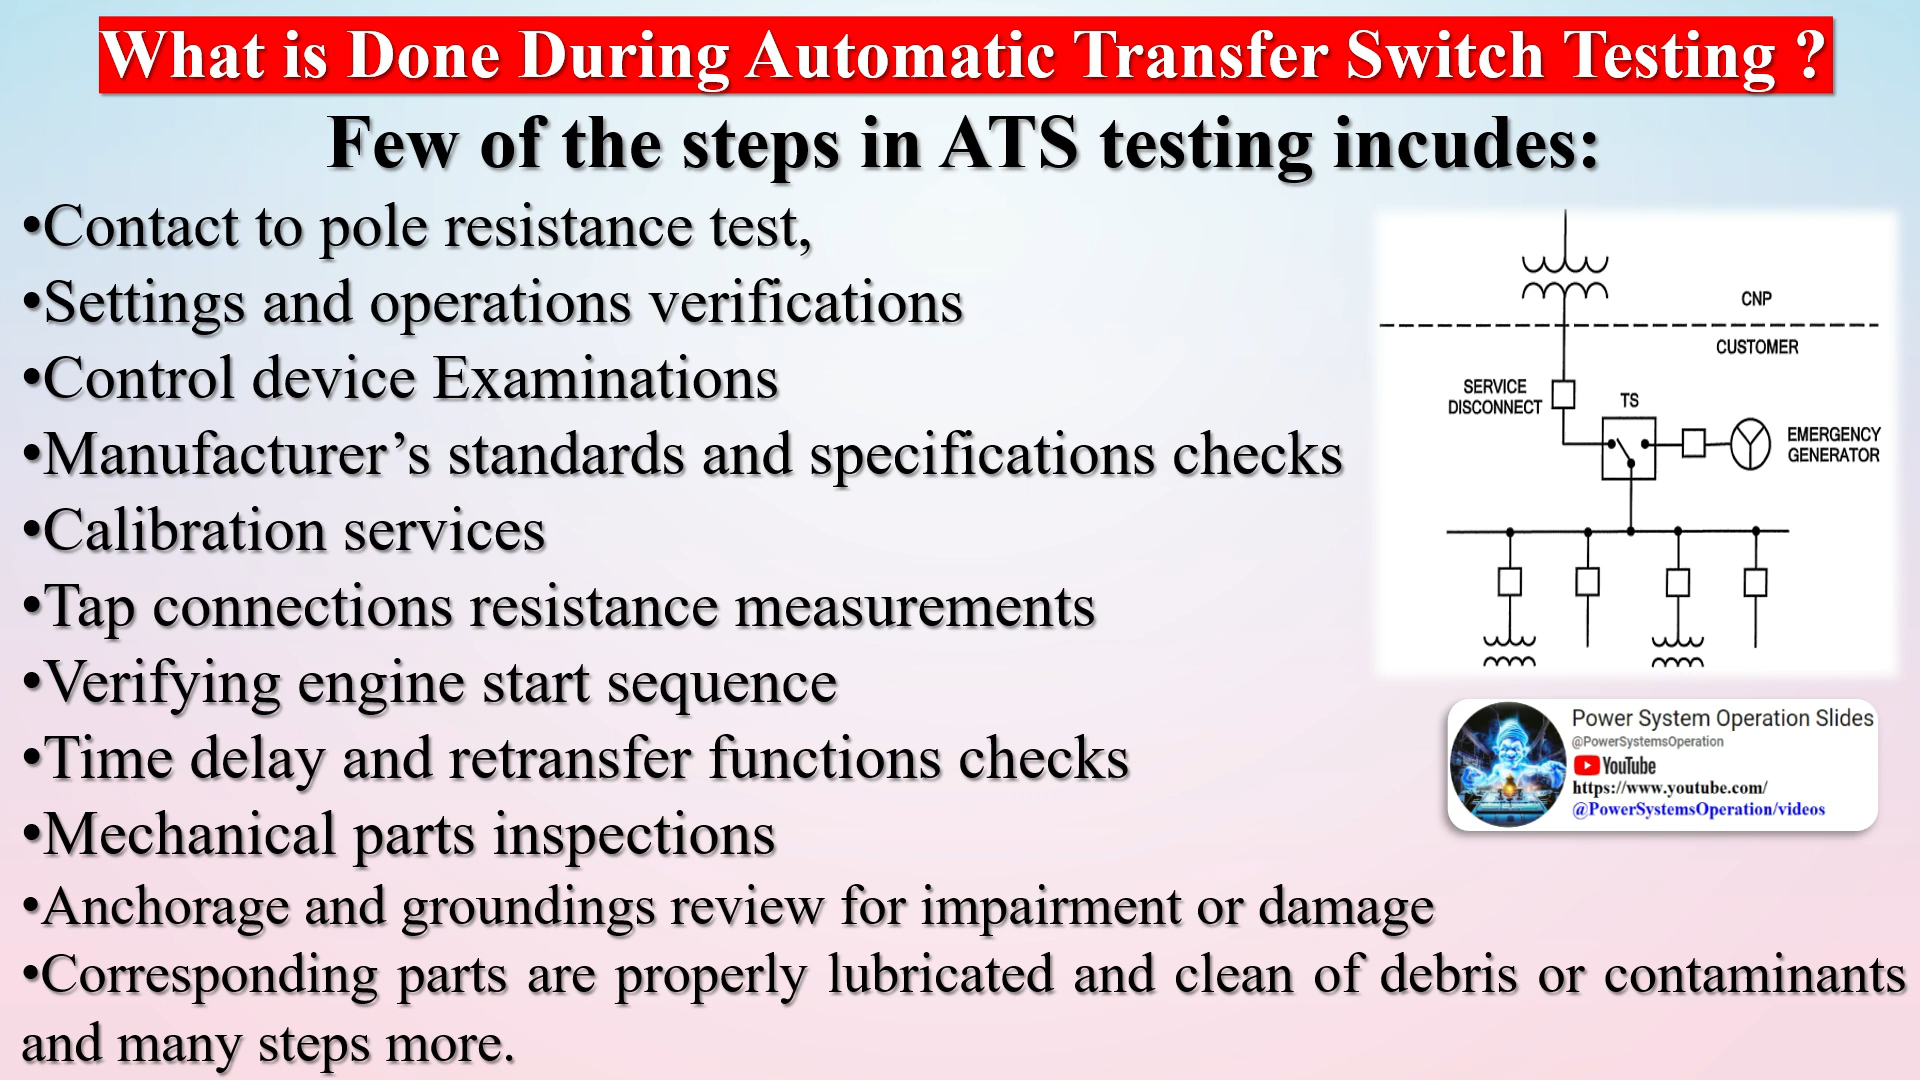 What is Done During Automatic Transfer Switch Testing ?
Few of the steps in ATS testing incudes:
•Contact to pole resistance test,
•Settings and operations verifications
•Control device Examinations
•Manufacturer’s standards and specifications checks
•Calibration services
•Tap connections resistance measurements
•Verifying engine start sequence
•Time delay and retransfer functions checks
•Mechanical parts inspections
•Anchorage and groundings review for impairment or damage
•Corresponding parts are properly lubricated and clean of debris or contaminants
and many steps more.
CNP
CUSTOMER
SERVICE
DISCONNECT
TS
EMERGENCY
GENERATOR
Power System Operation Slides
@PowerSystemsOperation
YouTube
https://www.youtube.com/
@PowerSystemsOperation/videos